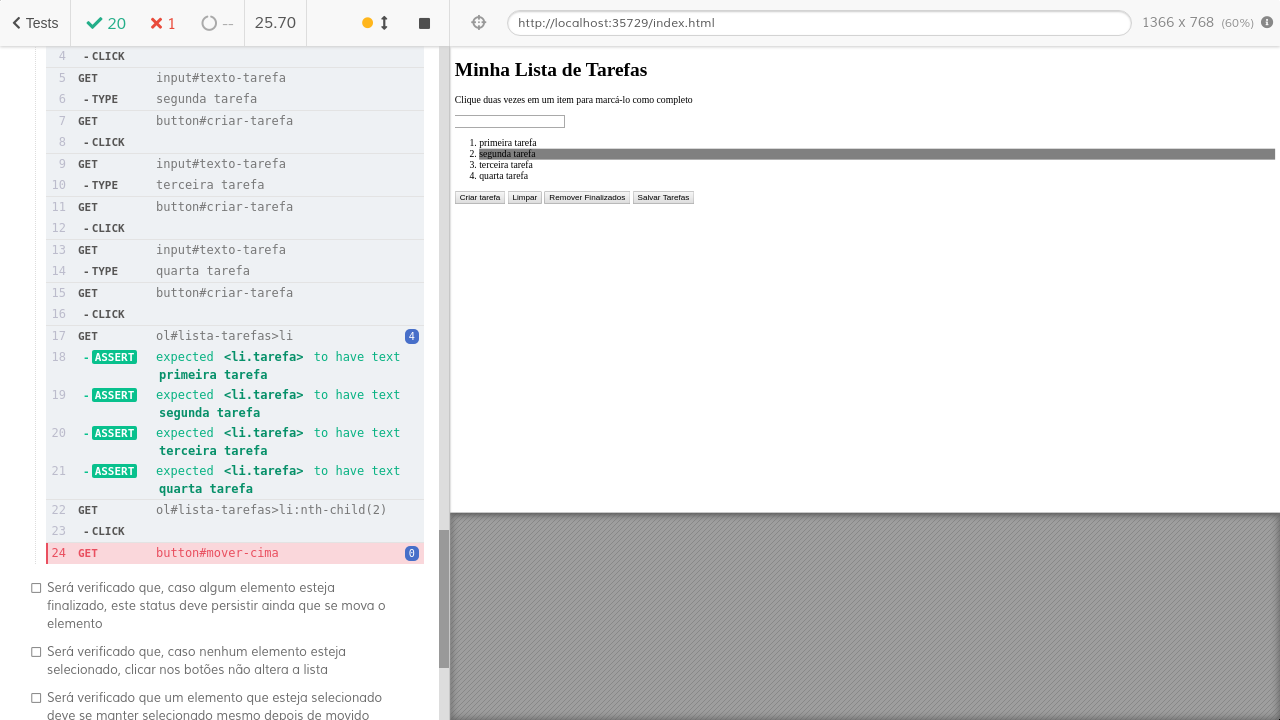 Tests 20 1 -- 25.70
http://localhost:35729/index.html 1366 x 768 (60%)
4 - CLICK
5 GET input#texto-tarefa
6 - TYPE segunda tarefa
7 GET button#criar-tarefa
8 - CLICK
9 GET input#texto-tarefa
10 - TYPE terceira tarefa
11 GET button#criar-tarefa
12 - CLICK
13 GET input#texto-tarefa
14 - TYPE quarta tarefa
15 GET button#criar-tarefa
16 - CLICK
17 GET ol#lista-tarefas>li 4
18 - ASSERT expected <li.tarefa> to have text
primeira tarefa
19 - ASSERT expected <li.tarefa> to have text
segunda tarefa
20 - ASSERT expected <li.tarefa> to have text
terceira tarefa
21 - ASSERT expected <li.tarefa> to have text
quarta tarefa
22 GET ol#lista-tarefas>li:nth-child(2)
23 - CLICK
24 GET button#mover-cima 0
Será verificado que, caso algum elemento esteja
finalizado, este status deve persistir ainda que se mova o
elemento
Será verificado que, caso nenhum elemento esteja
selecionado, clicar nos botões não altera a lista
Será verificado que um elemento que esteja selecionado
deve se manter selecionado mesmo depois de movido
Minha Lista de Tarefas
Clique duas vezes em um item para marcá-lo como completo
1. primeira tarefa
2. segunda tarefa
3. terceira tarefa
4. quarta tarefa
Criar tarefa Limpar Remover Finalizados Salvar Tarefas